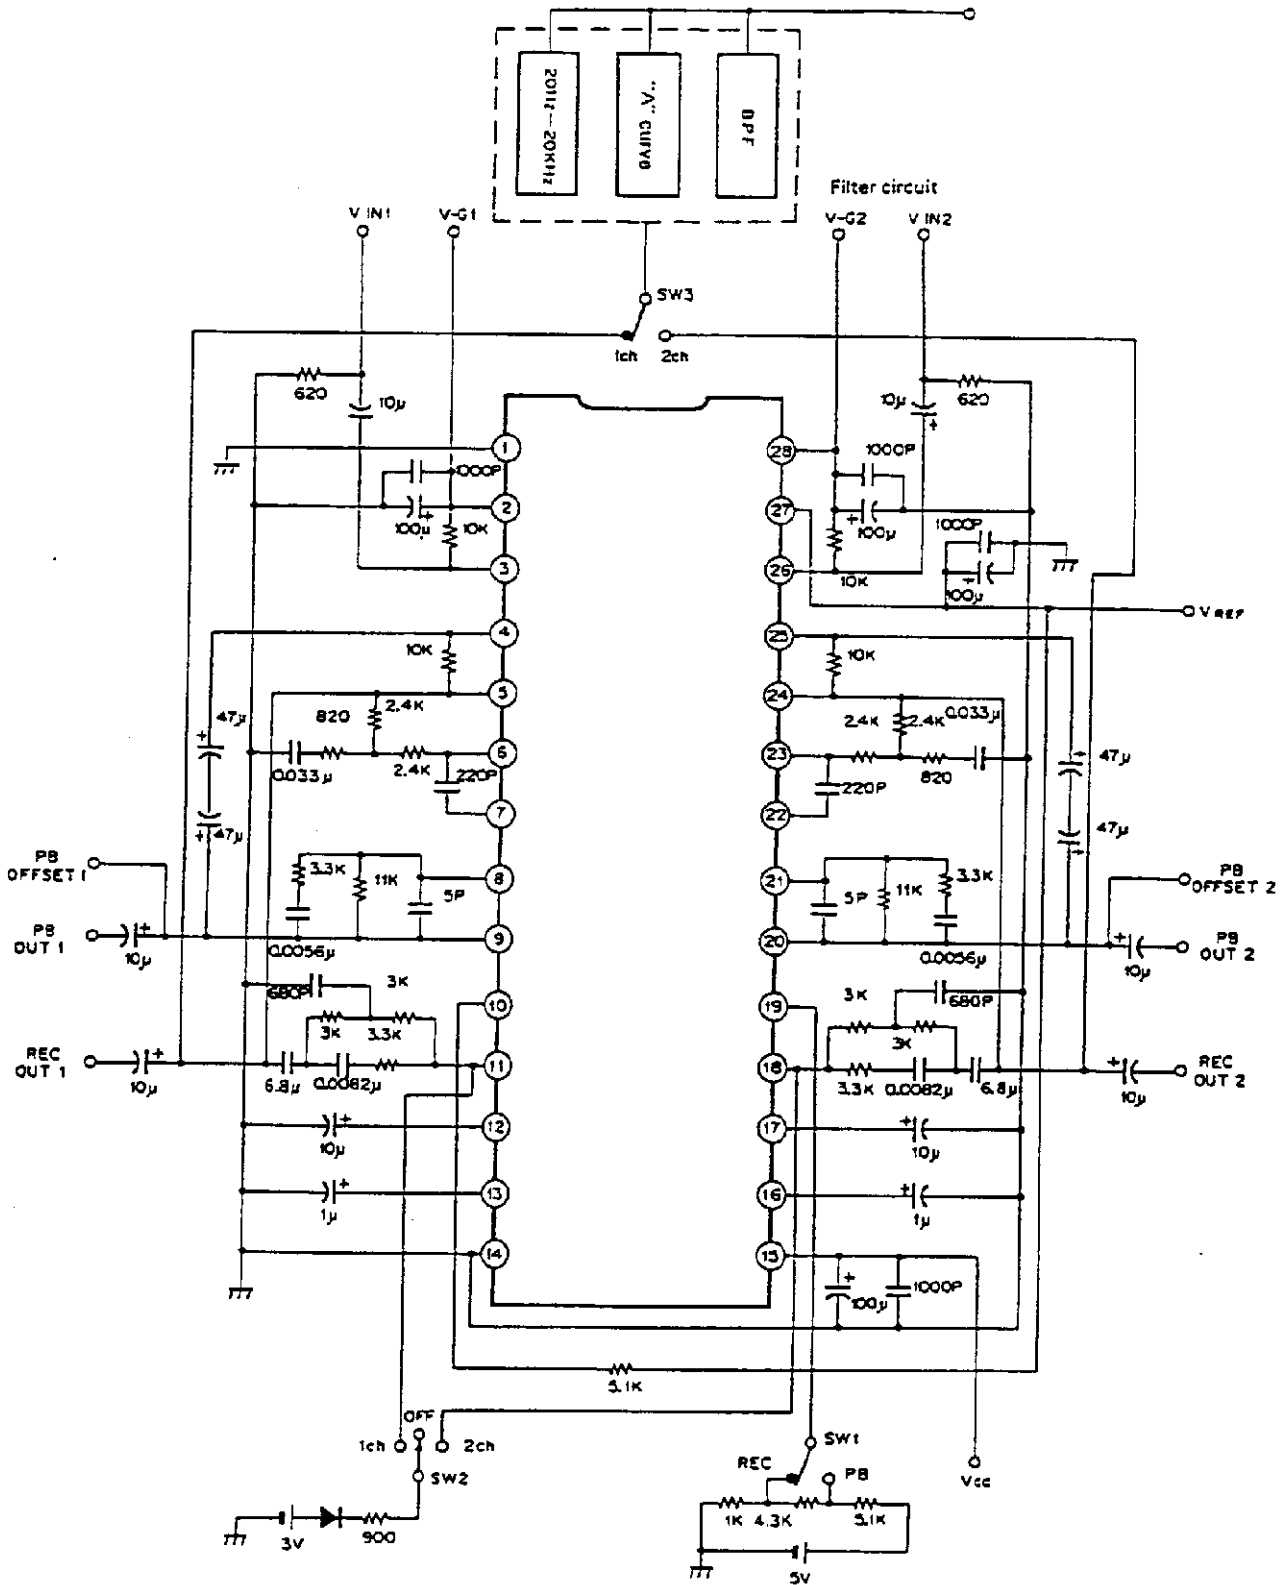 20Hz—20KHz
"A" curve
BPF
Filter circuit
V IN1
V-G1
V-G2
V IN2
SW3
1ch
2ch
620
10µ
10µ
620
1
28
1000P
1000P
2
27
100µ
10K
100µ
1000P
3
26
10K
100µ
V REF
4
25
10K
10K
5
24
47µ
820
2.4K
2.4K
2.4K
0.033µ
6
23
0.033µ
2.4K
220P
220P
820
47µ
7
22
47µ
47µ
PB
OFFSET 1
3.3K
11K
5P
8
21
5P
11K
3.3K
PB
OFFSET 2
PB
OUT 1
10µ
0.0056µ
9
20
0.0056µ
10µ
PB
OUT 2
680P
3K
10
19
3K
680P
3K
3.3K
3K
REC
OUT 1
10µ
6.8µ
0.0082µ
11
18
3.3K
0.0082µ
6.8µ
10µ
REC
OUT 2
12
17
10µ
10µ
13
16
1µ
1µ
14
15
100µ
1000P
5.1K
OFF
1ch
2ch
SW2
SW1
REC
PB
Vcc
3V
900
1K
4.3K
5.1K
5V